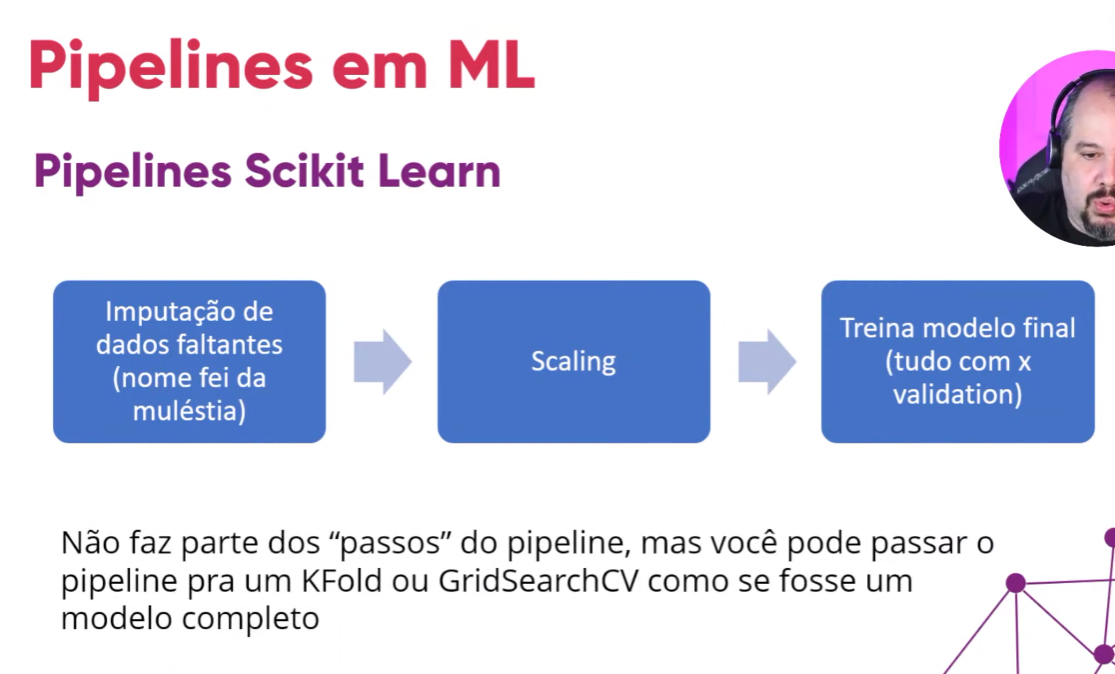 Pipelines em ML
Pipelines Scikit Learn
Imputação de
dados faltantes
(nome fei da
muléstia)
Scaling
Treina modelo final
(tudo com x
validation)
Não faz parte dos “passos” do pipeline, mas você pode passar o
pipeline pra um KFold ou GridSearchCV como se fosse um
modelo completo